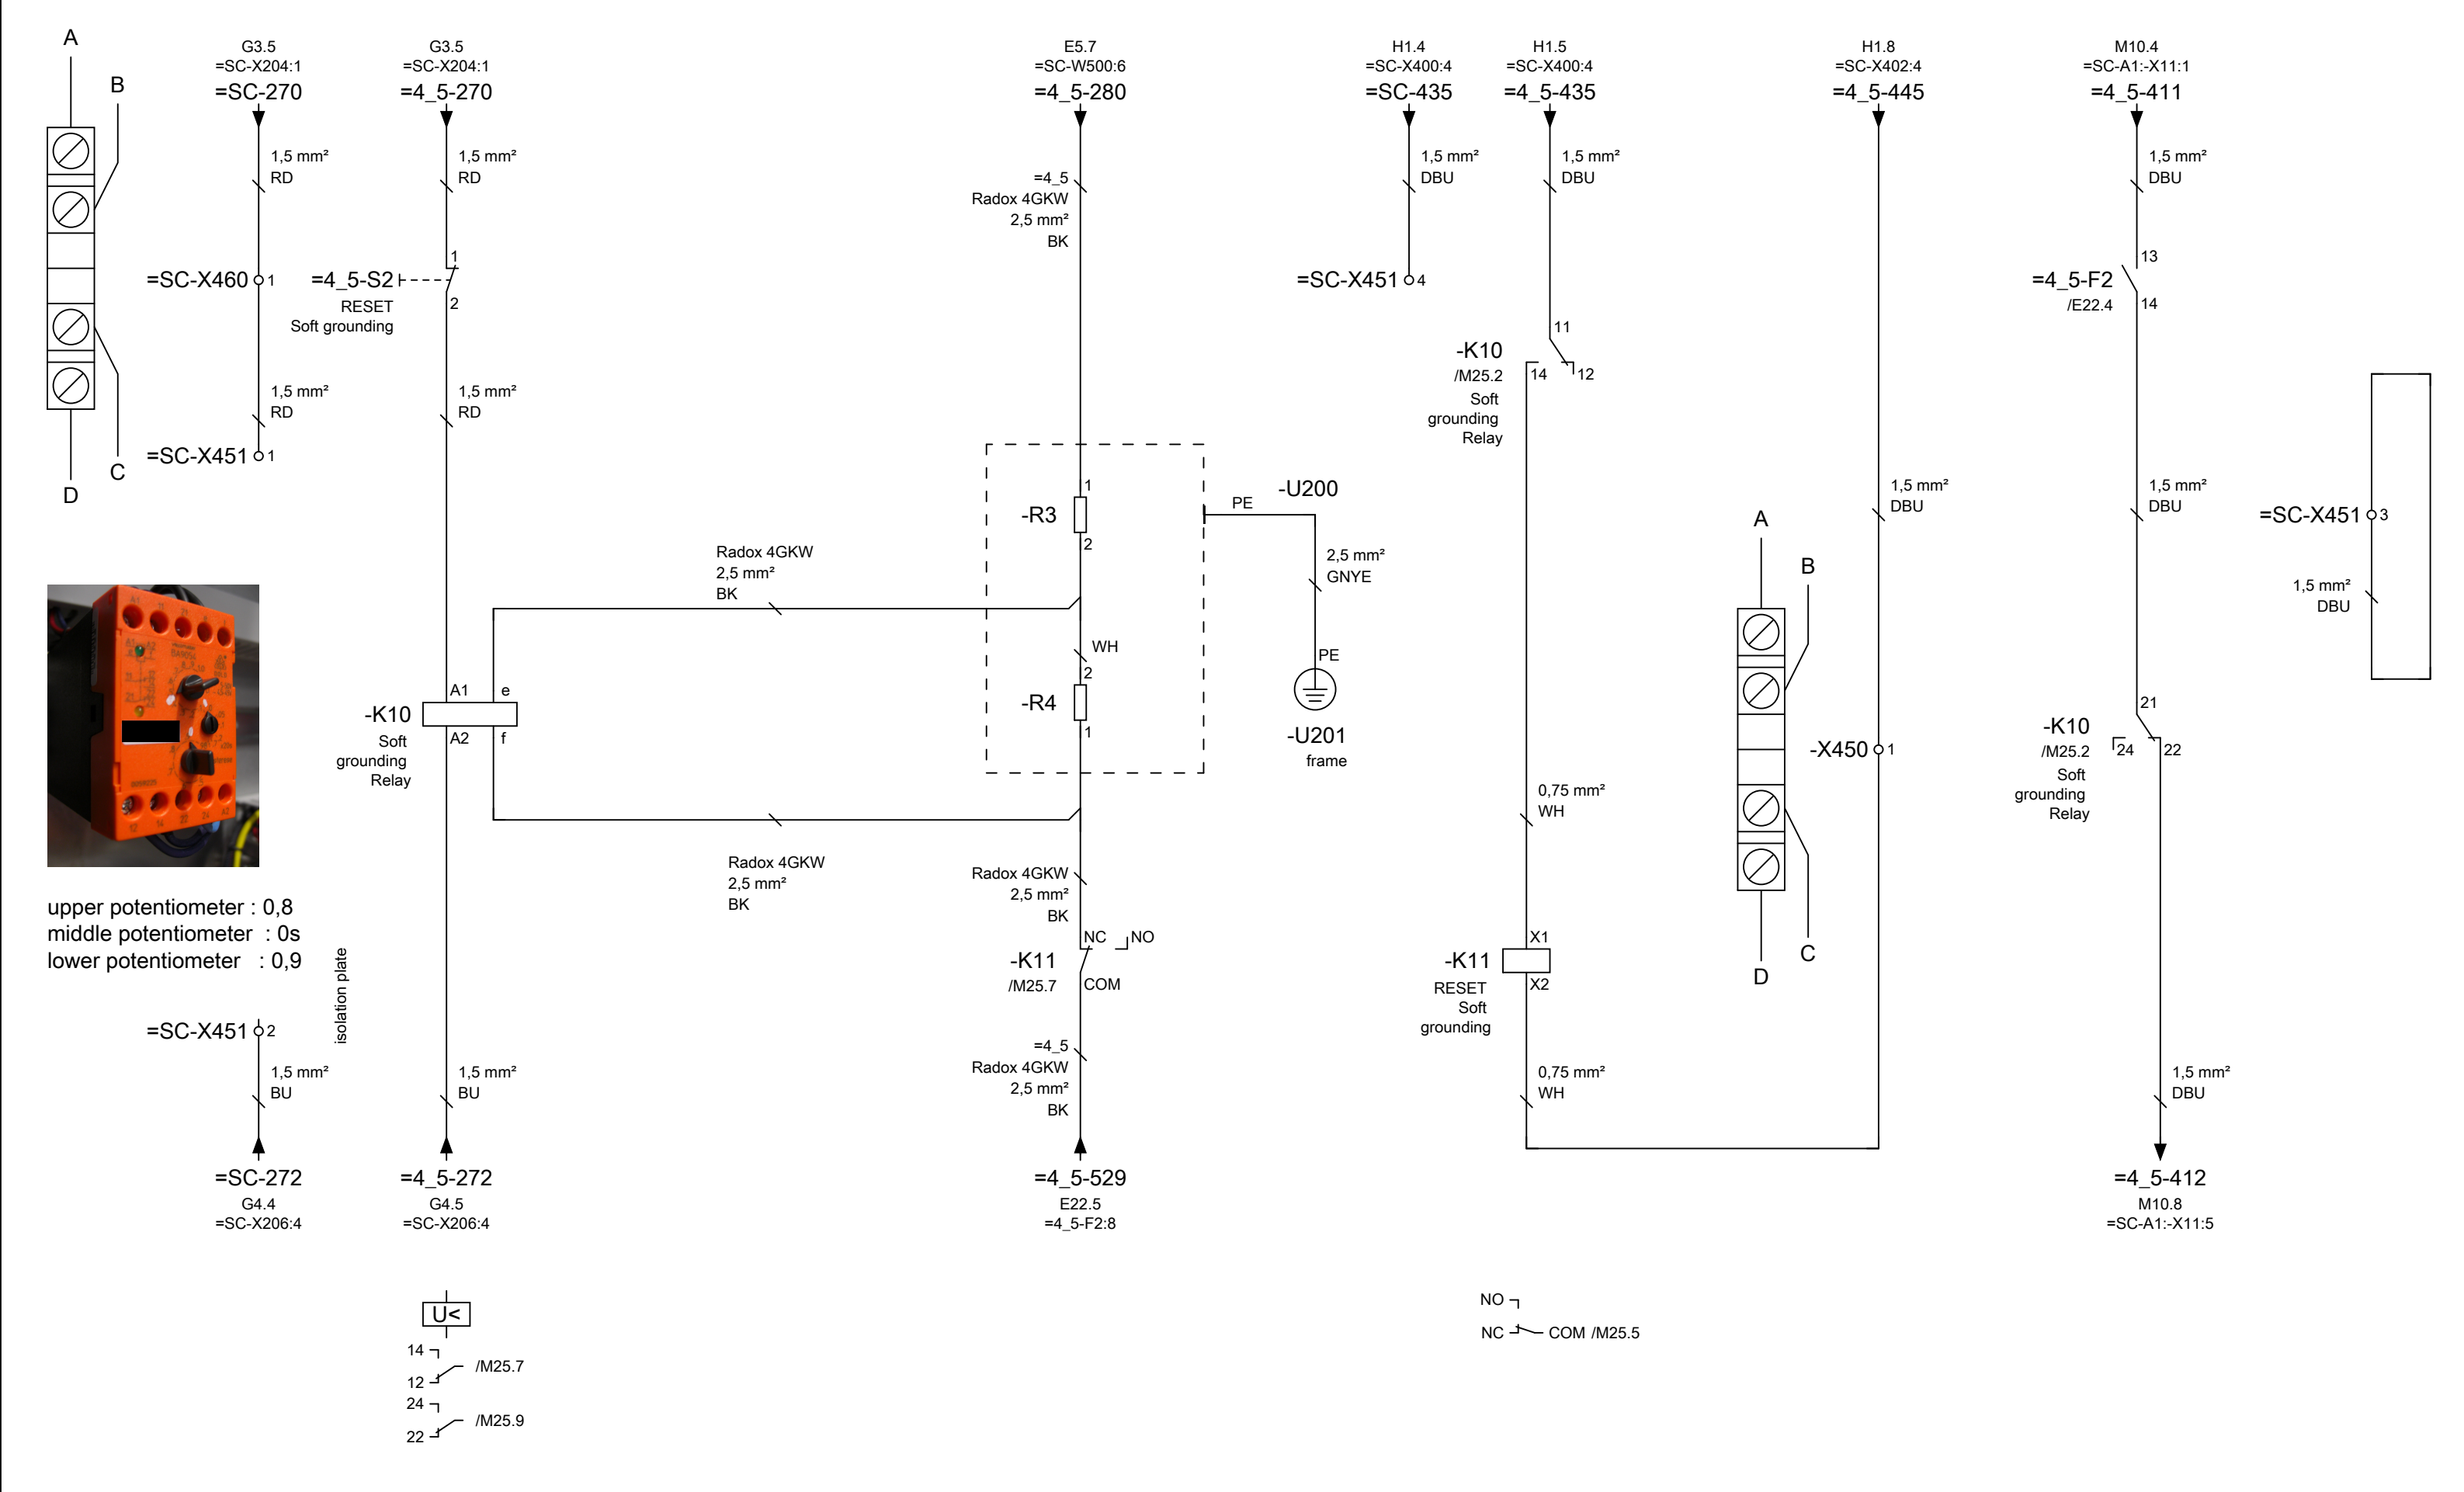 A
B
C
D
G3.5
=SC-X204:1
=SC-270
1,5 mm²
RD
=SC-X460
1
1,5 mm²
RD
=SC-X451
1
G3.5
=SC-X204:1
=4_5-270
1,5 mm²
RD
=4_5-S2
1
2
RESET
Soft grounding
1,5 mm²
RD
-K10
A1
e
A2
f
Soft
grounding
Relay
upper potentiometer : 0,8
middle potentiometer : 0s
lower potentiometer : 0,9
isolation plate
=SC-X451
2
1,5 mm²
BU
=SC-272
G4.4
=SC-X206:4
1,5 mm²
BU
=4_5-272
G4.5
=SC-X206:4
U<
14
12
/M25.7
24
22
/M25.9
Radox 4GKW
2,5 mm²
BK
Radox 4GKW
2,5 mm²
BK
E5.7
=SC-W500:6
=4_5-280
=4_5
Radox 4GKW
2,5 mm²
BK
-R3
1
2
WH
-R4
2
1
Radox 4GKW
2,5 mm²
BK
NC
NO
-K11
/M25.7
COM
=4_5
Radox 4GKW
2,5 mm²
BK
=4_5-529
E22.5
=4_5-F2:8
-U200
PE
2,5 mm²
GNYE
PE
-U201
frame
H1.4
=SC-X400:4
=SC-435
1,5 mm²
DBU
=SC-X451
4
H1.5
=SC-X400:4
=4_5-435
1,5 mm²
DBU
11
-K10
/M25.2
14
12
Soft
grounding
Relay
0,75 mm²
WH
X1
-K11
X2
RESET
Soft
grounding
0,75 mm²
WH
NO
NC
COM /M25.5
A
B
C
D
H1.8
=SC-X402:4
=4_5-445
1,5 mm²
DBU
-X450
1
M10.4
=SC-A1:-X11:1
=4_5-411
1,5 mm²
DBU
13
=4_5-F2
/E22.4
14
1,5 mm²
DBU
21
-K10
/M25.2
24
22
Soft
grounding
Relay
1,5 mm²
DBU
=4_5-412
M10.8
=SC-A1:-X11:5
=SC-X451
3
1,5 mm²
DBU